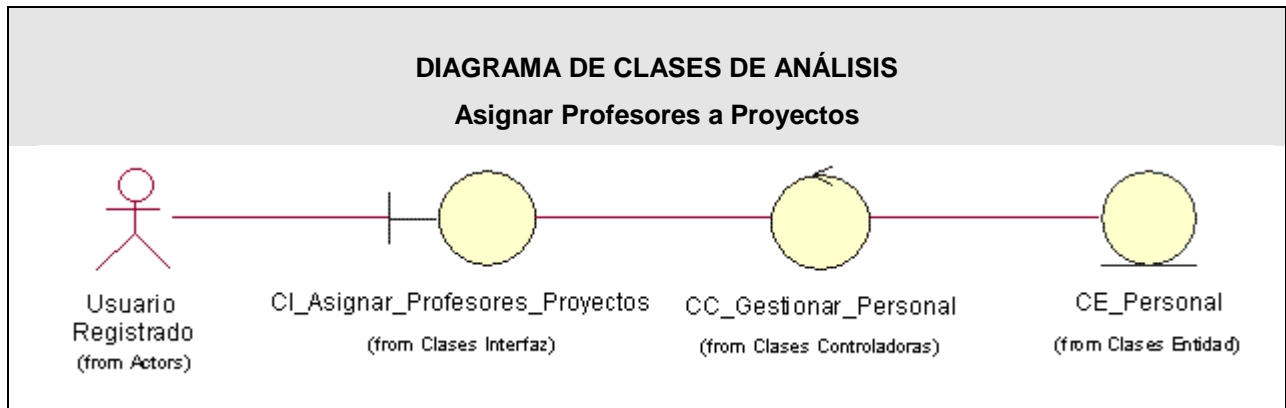 DIAGRAMA DE CLASES DE ANÁLISIS
Asignar Profesores a Proyectos
Usuario
Registrado
(from Actors)
CI_Asignar_Profesores_Proyectos
(from Clases Interfaz)
CC_Gestionar_Personal
(from Clases Controladoras)
CE_Personal
(from Clases Entidad)